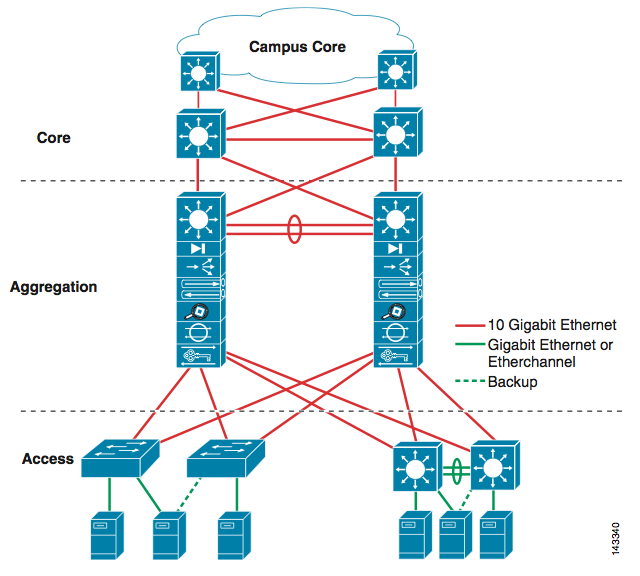 Campus Core
Core
Aggregation
10 Gigabit Ethernet
Gigabit Ethernet or
Etherchannel
Backup
Access
143340